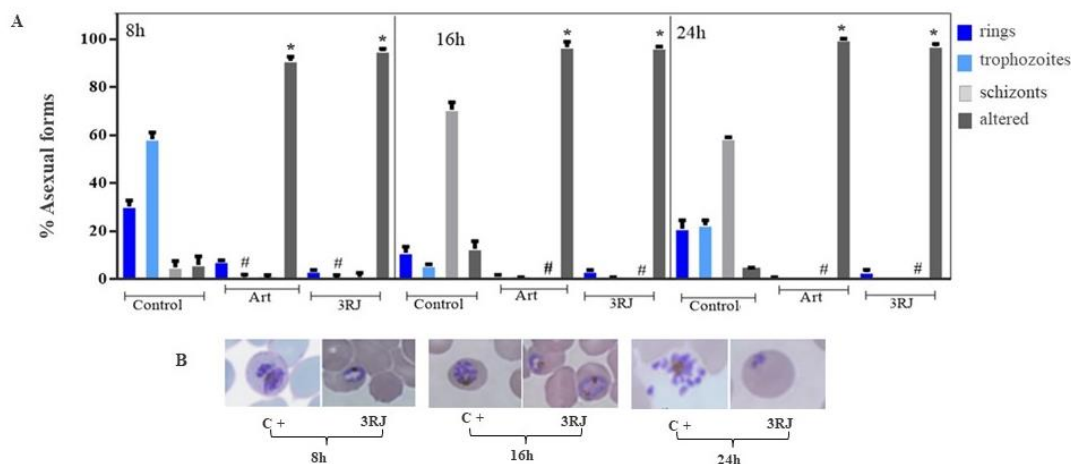 A
8h
16h
24h
% Asexual forms
100
80
60
40
20
0
* * * * * *
# # # # # #
Control Art 3RJ Control Art 3RJ Control Art 3RJ
rings
trophozoites
schizonts
altered
B
C + 3RJ C + 3RJ C + 3RJ
8h 16h 24h